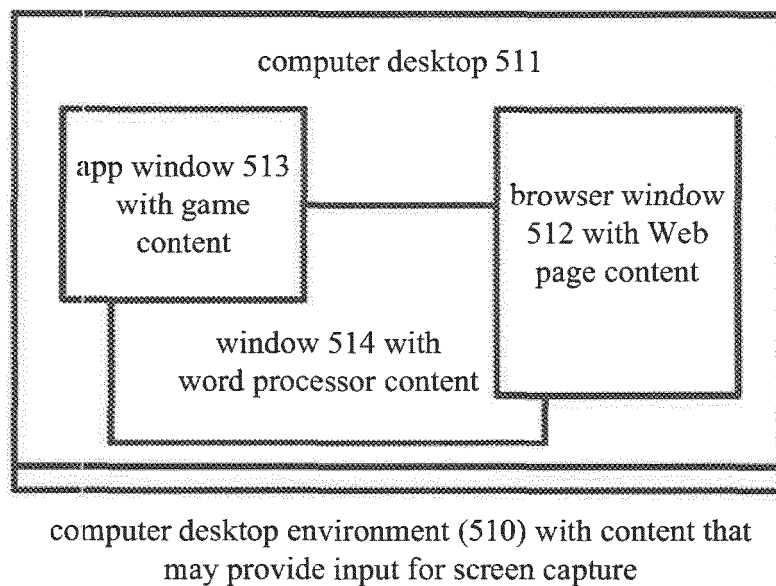 computer desktop 511
app window 513
with game
content
browser window
512 with Web
page content
window 514 with
word processor content
computer desktop environment (510) with content that
may provide input for screen capture